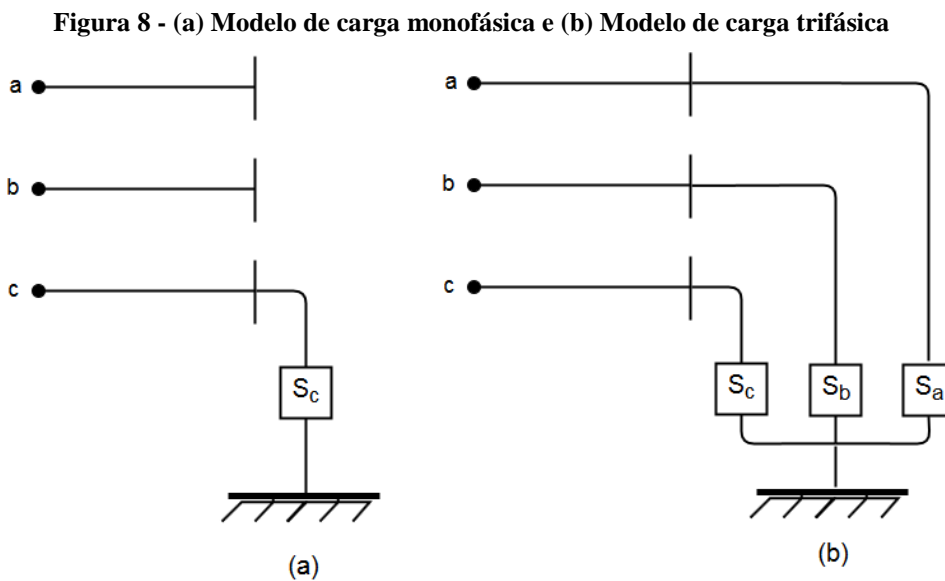 Figura 8 - (a) Modelo de carga monofásica e (b) Modelo de carga trifásica
a
b
c
Sc
(a)
a
b
c
Sc
Sb
Sa
(b)